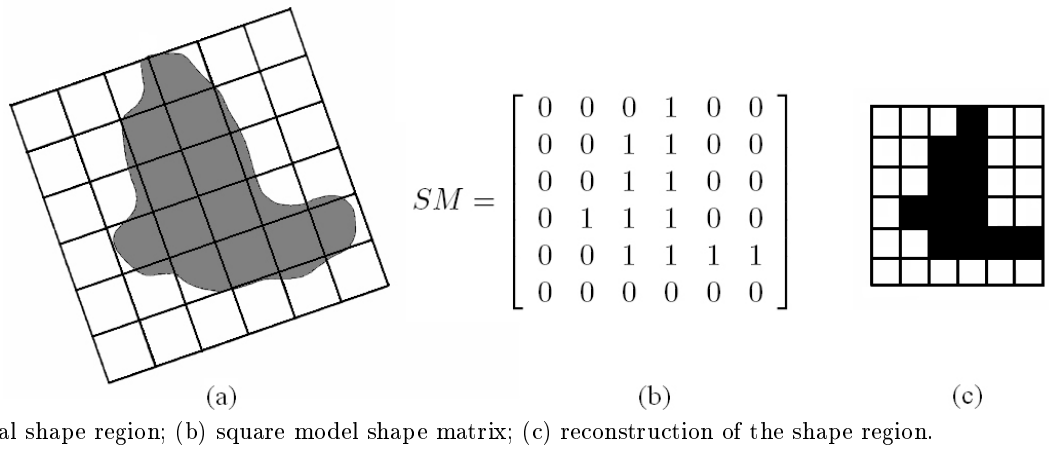 0 0 0 1 0 0
0 0 1 1 0 0
0 0 1 1 0 0
SM =
0 1 1 1 0 0
0 0 1 1 1 1
0 0 0 0 0 0
(a) (b) (c)
al shape region; (b) square model shape matrix; (c) reconstruction of the shape region.